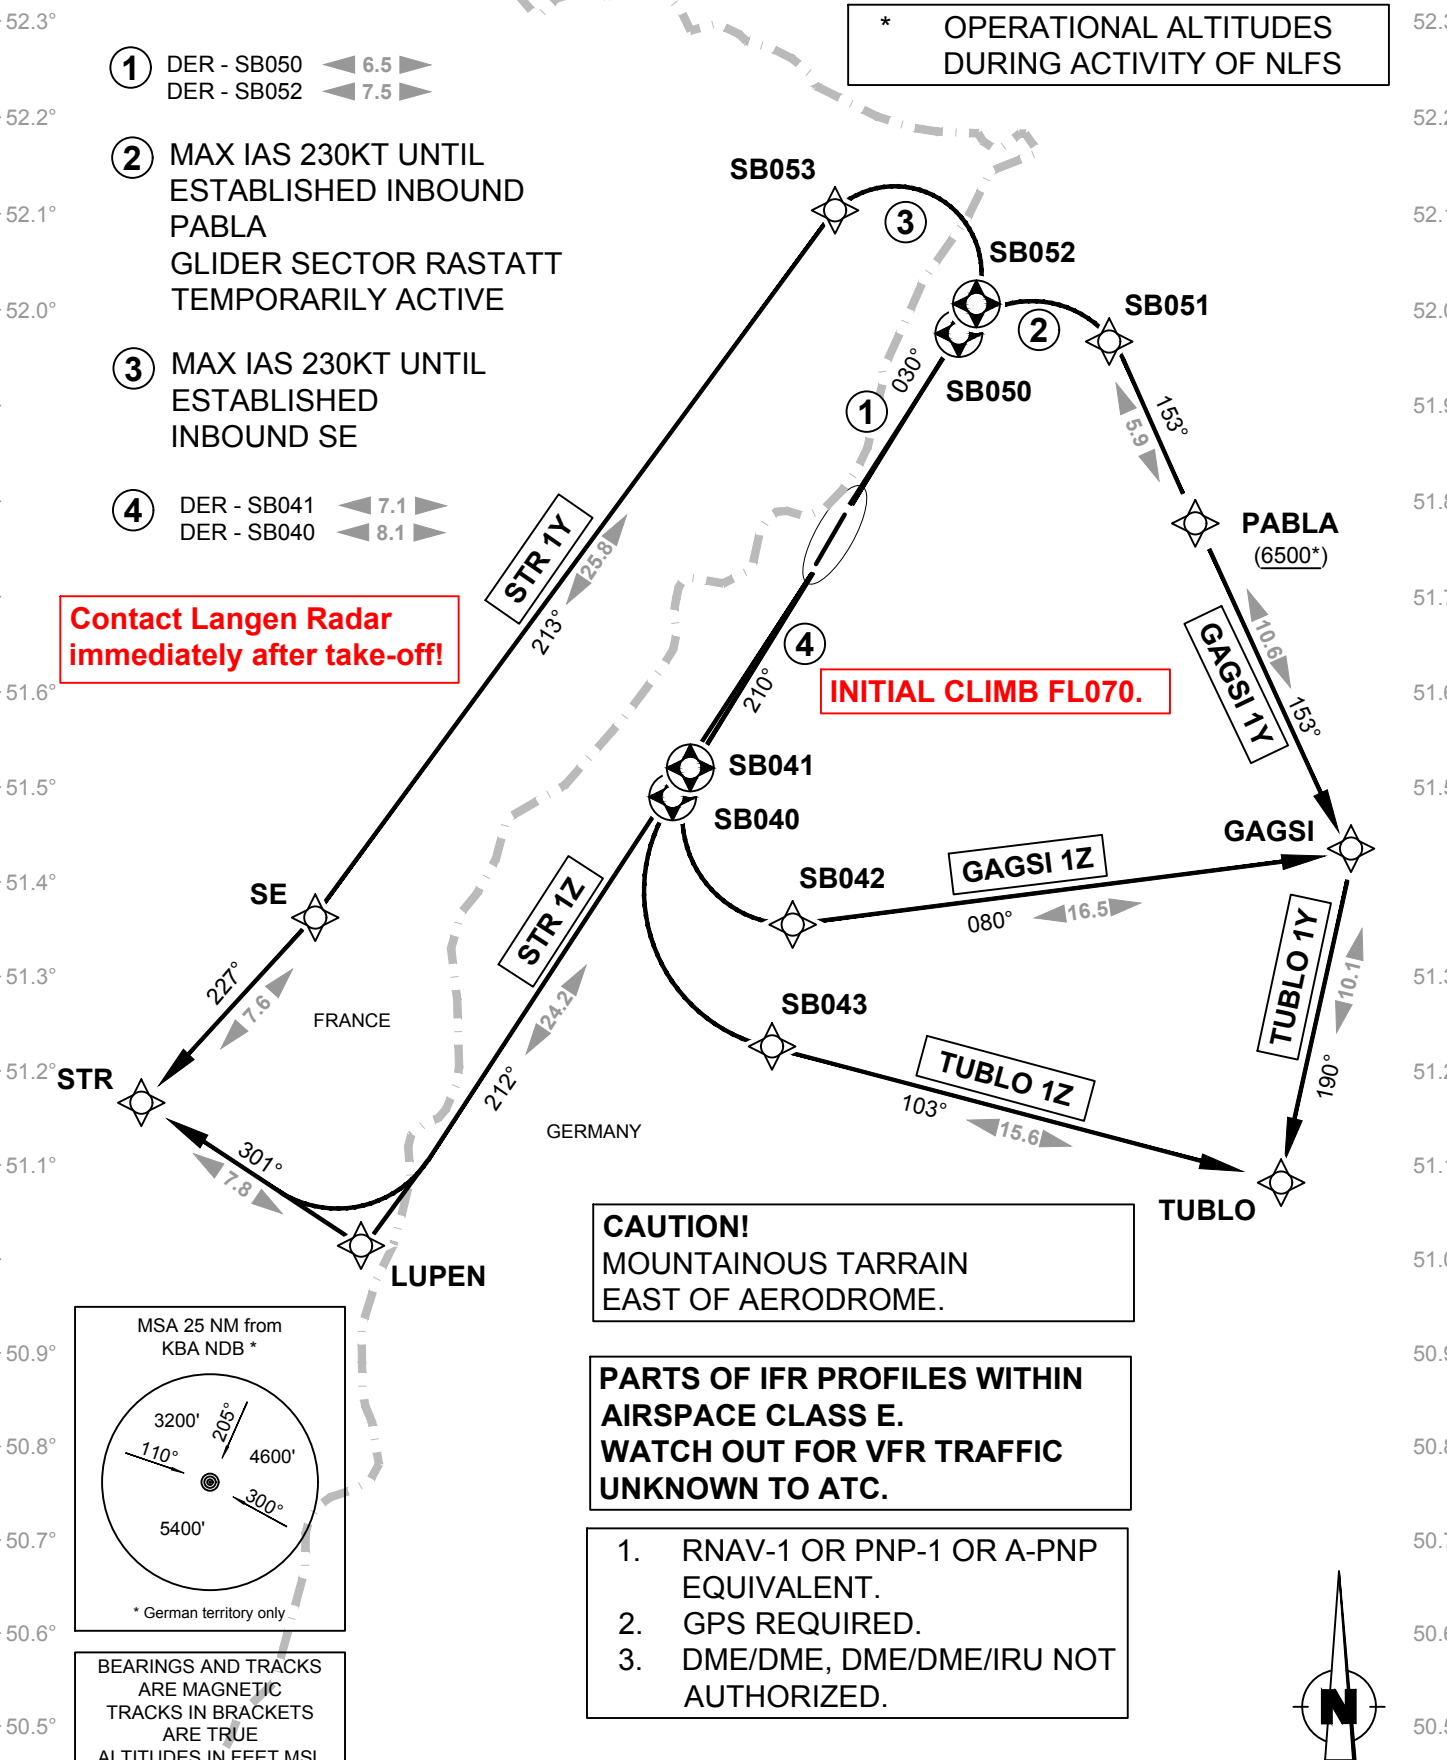 52.3°
52.2°
52.1°
52.0°
51.6°
51.5°
51.4°
51.3°
51.2°
51.1°
50.9°
50.8°
50.7°
50.6°
50.5°
* OPERATIONAL ALTITUDES
DURING ACTIVITY OF NLFS
1 DER - SB050 6.5
DER - SB052 7.5
2 MAX IAS 230KT UNTIL
ESTABLISHED INBOUND
PABLA
GLIDER SECTOR RASTATT
TEMPORARILY ACTIVE
3 MAX IAS 230KT UNTIL
ESTABLISHED
INBOUND SE
4 DER - SB041 7.1
DER - SB040 8.1
Contact Langen Radar
immediately after take-off!
SB053
3
SB052
SB051
2
SB050
030°
1
153°
5.9
PABLA
(6500*)
STR 1Y
25.8
213°
4
210°
INITIAL CLIMB FL070.
10.6
GAGSI 1Y
153°
SB041
SB040
GAGSI
SB042
GAGSI 1Z
080°
16.5
SE
STR 1Z
227°
7.6
FRANCE
24.2
212°
SB043
TUBLO 1Y
10.1
190°
STR
TUBLO 1Z
103°
15.6
GERMANY
301°
7.8
TUBLO
LUPEN
CAUTION!
MOUNTAINOUS TARRAIN
EAST OF AERODROME.
MSA 25 NM from
KBA NDB *
3200'
205°
110°
4600'
300°
5400'
* German territory only
PARTS OF IFR PROFILES WITHIN
AIRSPACE CLASS E.
WATCH OUT FOR VFR TRAFFIC
UNKNOWN TO ATC.
1. RNAV-1 OR PNP-1 OR A-PNP
EQUIVALENT.
2. GPS REQUIRED.
3. DME/DME, DME/DME/IRU NOT
AUTHORIZED.
BEARINGS AND TRACKS
ARE MAGNETIC
TRACKS IN BRACKETS
ARE TRUE
ALTITUDES IN FEET MSL
N